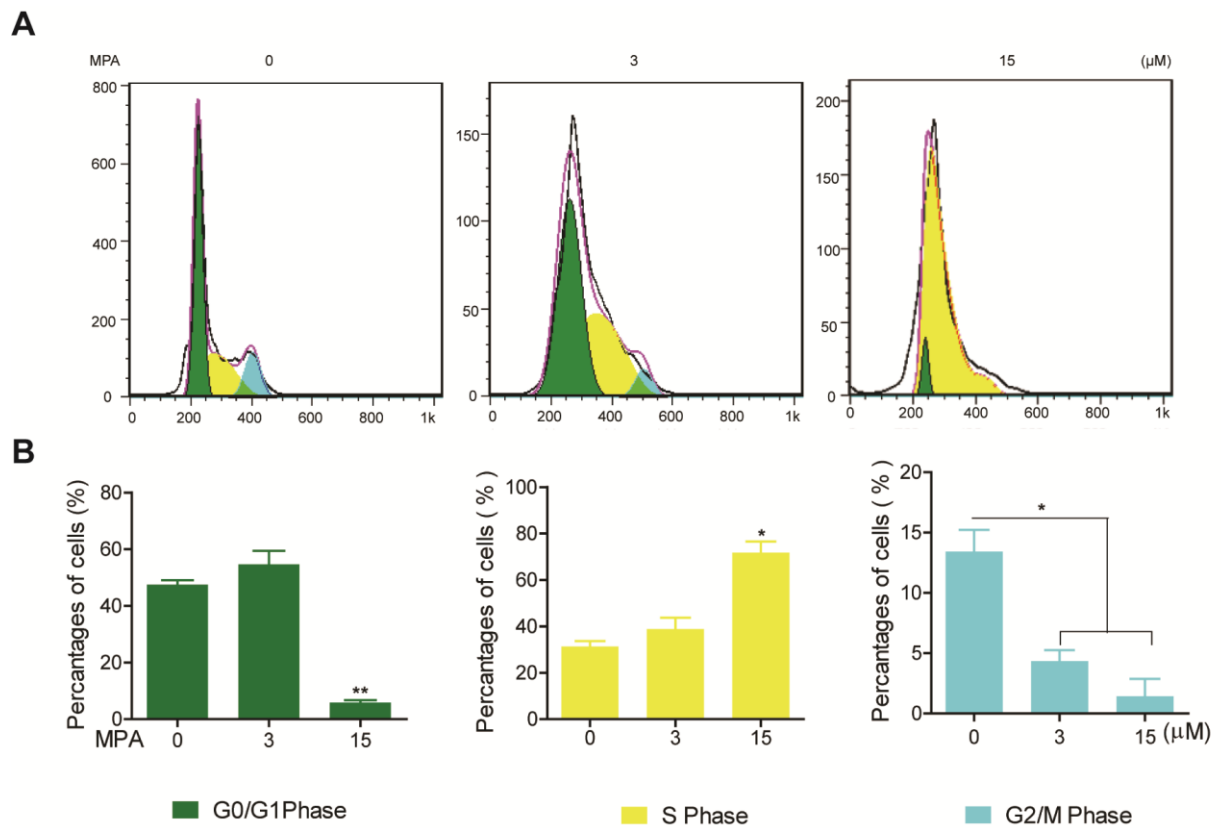 A
MPA 0 3 15 (µM)
800
600
400
200
0
0 200 400 600 800 1k
150
100
50
0
0 200 400 600 800 1k
200
150
100
50
0
0 200 400 600 800 1k
B
Percantages of cells (%)
80
60
40
20
0
**
MPA 0 3 15
Percantages of cells ( % )
100
80
60
40
20
0
*
0 3 15
Percantages of cells ( % )
20
15
10
5
0
*
0 3 15 (µM)
G0/G1Phase
S Phase
G2/M Phase